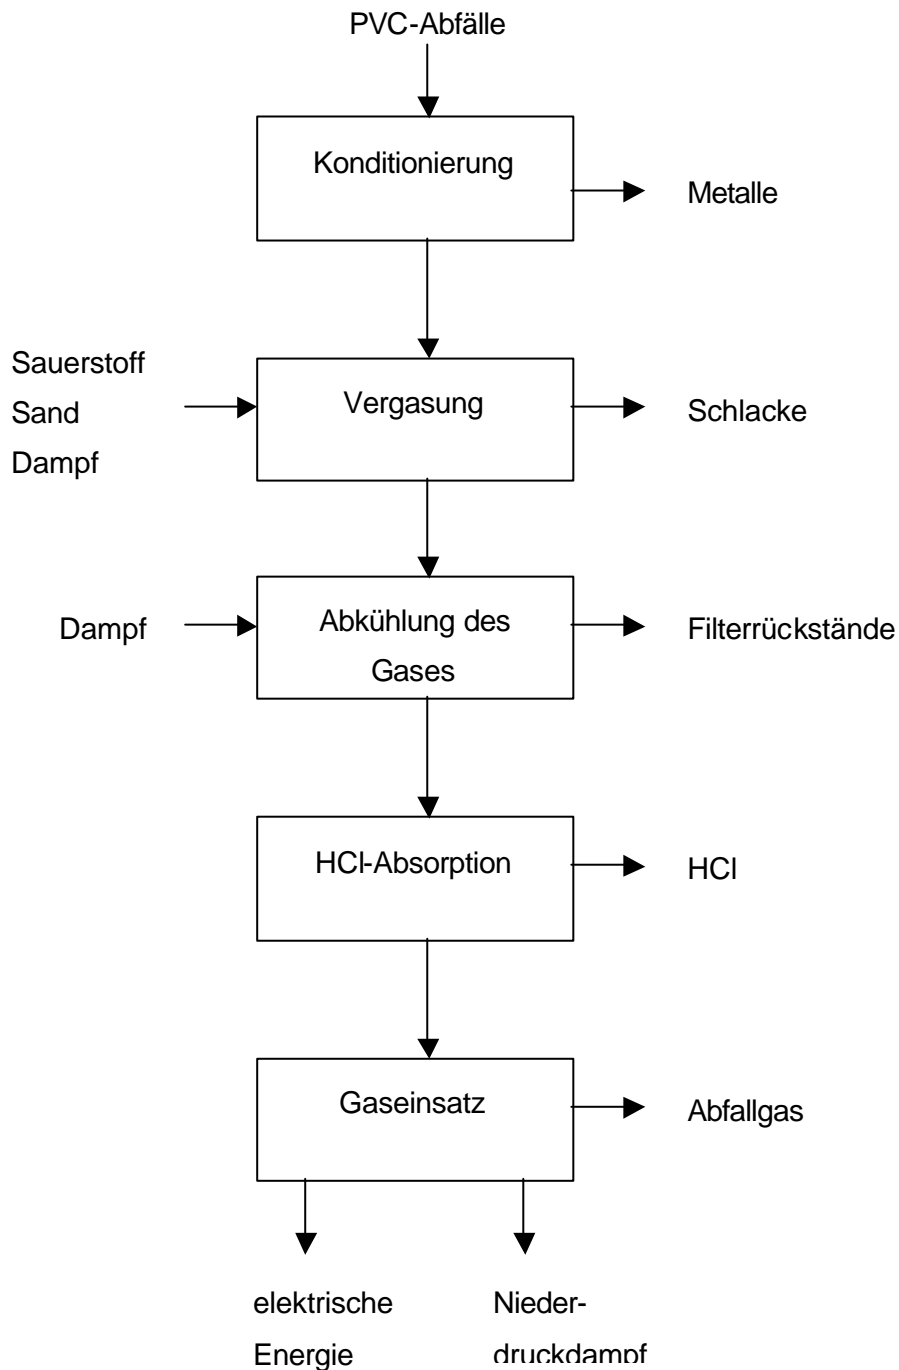 PVC-Abfälle
Konditionierung
Metalle
Sauerstoff
Sand
Dampf
Vergasung
Schlacke
Dampf
Abkühlung des
Gases
Filterrückstände
HCl-Absorption
HCl
Gaseinsatz
Abfallgas
elektrische
Energie
Nieder-
druckdampf